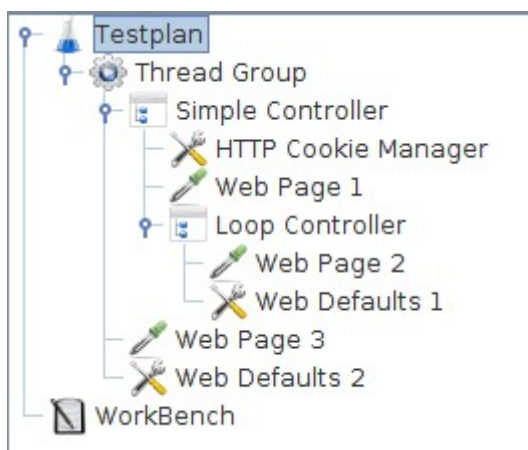 Testplan
Thread Group
Simple Controller
HTTP Cookie Manager
Web Page 1
Loop Controller
Web Page 2
Web Defaults 1
Web Page 3
Web Defaults 2
WorkBench